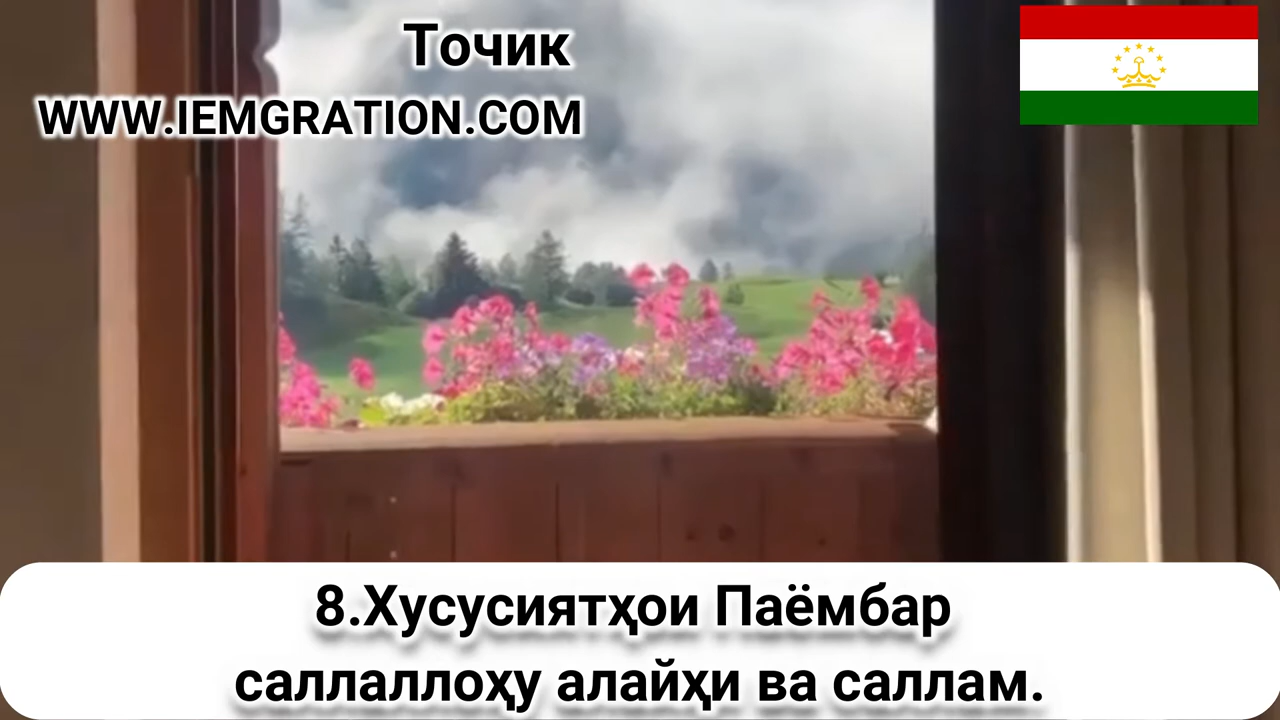 Точик
WWW.IEMGRATION.COM
8.Хусусиятҳои Паёмбар
саллаллоҳу алайҳи ва саллам.